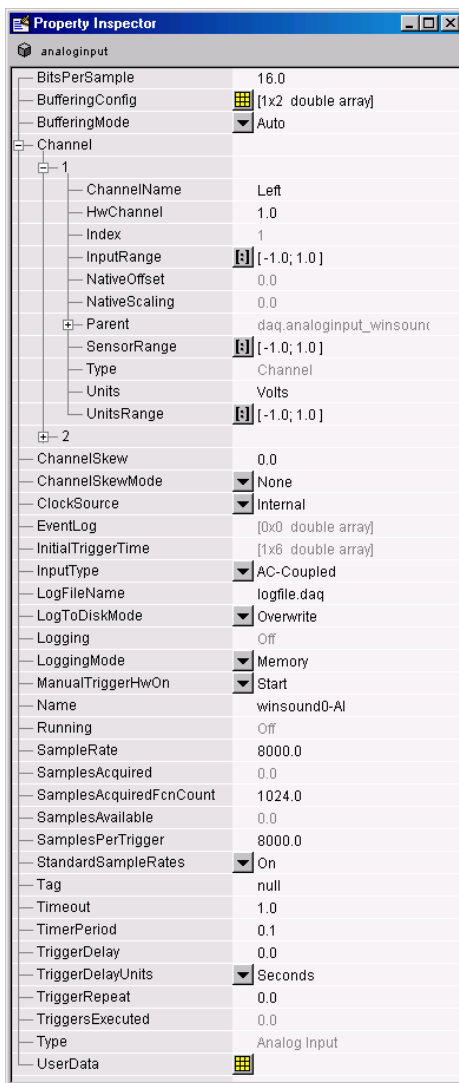 Property Inspector
analoginput
BitsPerSample 16.0
BufferingConfig [1x2 double array]
BufferingMode Auto
Channel
1
ChannelName Left
HwChannel 1.0
Index 1
InputRange [:] [ -1.0; 1.0 ]
NativeOffset 0.0
NativeScaling 0.0
Parent daq.analoginput_winsound
SensorRange [:] [ -1.0; 1.0 ]
Type Channel
Units Volts
UnitsRange [:] [ -1.0; 1.0 ]
2
ChannelSkew 0.0
ChannelSkewMode None
ClockSource Internal
EventLog [0x0 double array]
InitialTriggerTime [1x6 double array]
InputType AC-Coupled
LogFileName logfile.daq
LogToDiskMode Overwrite
Logging Off
LoggingMode Memory
ManualTriggerHwOn Start
Name winsound0-AI
Running Off
SampleRate 8000.0
SamplesAcquired 0.0
SamplesAcquiredFcnCount 1024.0
SamplesAvailable 0.0
SamplesPerTrigger 8000.0
StandardSampleRates On
Tag null
Timeout 1.0
TimerPeriod 0.1
TriggerDelay 0.0
TriggerDelayUnits Seconds
TriggerRepeat 0.0
TriggersExecuted 0.0
Type Analog Input
UserData